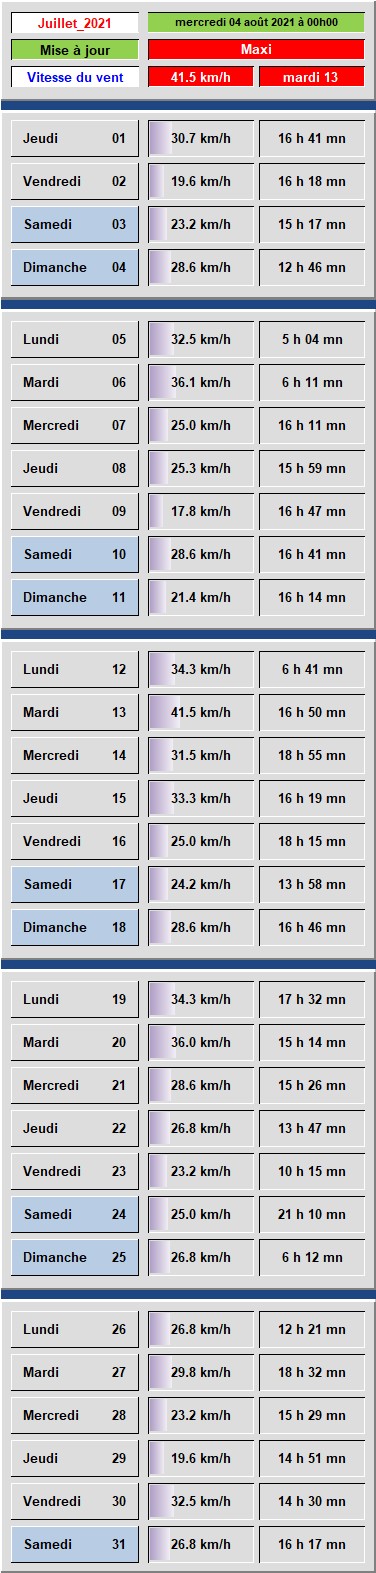 Juillet_2021 mercredi 04 août 2021 à 00h00
Mise à jour Maxi
Vitesse du vent 41.5 km/h mardi 13
Jeudi 01 30.7 km/h 16 h 41 mn
Vendredi 02 19.6 km/h 16 h 18 mn
Samedi 03 23.2 km/h 15 h 17 mn
Dimanche 04 28.6 km/h 12 h 46 mn
Lundi 05 32.5 km/h 5 h 04 mn
Mardi 06 36.1 km/h 6 h 11 mn
Mercredi 07 25.0 km/h 16 h 11 mn
Jeudi 08 25.3 km/h 15 h 59 mn
Vendredi 09 17.8 km/h 16 h 47 mn
Samedi 10 28.6 km/h 16 h 41 mn
Dimanche 11 21.4 km/h 16 h 14 mn
Lundi 12 34.3 km/h 6 h 41 mn
Mardi 13 41.5 km/h 16 h 50 mn
Mercredi 14 31.5 km/h 18 h 55 mn
Jeudi 15 33.3 km/h 16 h 19 mn
Vendredi 16 25.0 km/h 18 h 15 mn
Samedi 17 24.2 km/h 13 h 58 mn
Dimanche 18 28.6 km/h 16 h 46 mn
Lundi 19 34.3 km/h 17 h 32 mn
Mardi 20 36.0 km/h 15 h 14 mn
Mercredi 21 28.6 km/h 15 h 26 mn
Jeudi 22 26.8 km/h 13 h 47 mn
Vendredi 23 23.2 km/h 10 h 15 mn
Samedi 24 25.0 km/h 21 h 10 mn
Dimanche 25 26.8 km/h 6 h 12 mn
Lundi 26 26.8 km/h 12 h 21 mn
Mardi 27 29.8 km/h 18 h 32 mn
Mercredi 28 23.2 km/h 15 h 29 mn
Jeudi 29 19.6 km/h 14 h 51 mn
Vendredi 30 32.5 km/h 14 h 30 mn
Samedi 31 26.8 km/h 16 h 17 mn